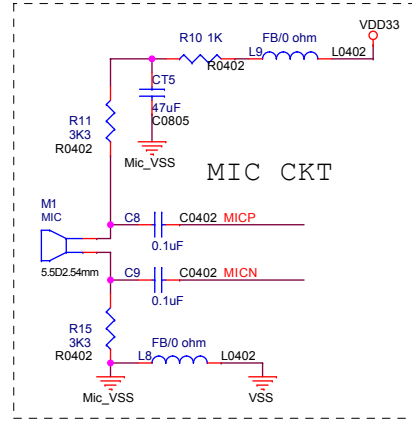 VDD33
R10 1K
L9
FB/0 ohm
R0402
L0402
CT5
47uF
C0805
R11
3K3
R0402
Mic_VSS
MIC CKT
M1
MIC
C8
C0402
MICP
0.1uF
C9
C0402
MICN
0.1uF
5.5D2.54mm
R15
3K3
R0402
FB/0 ohm
L8
L0402
Mic_VSS
VSS